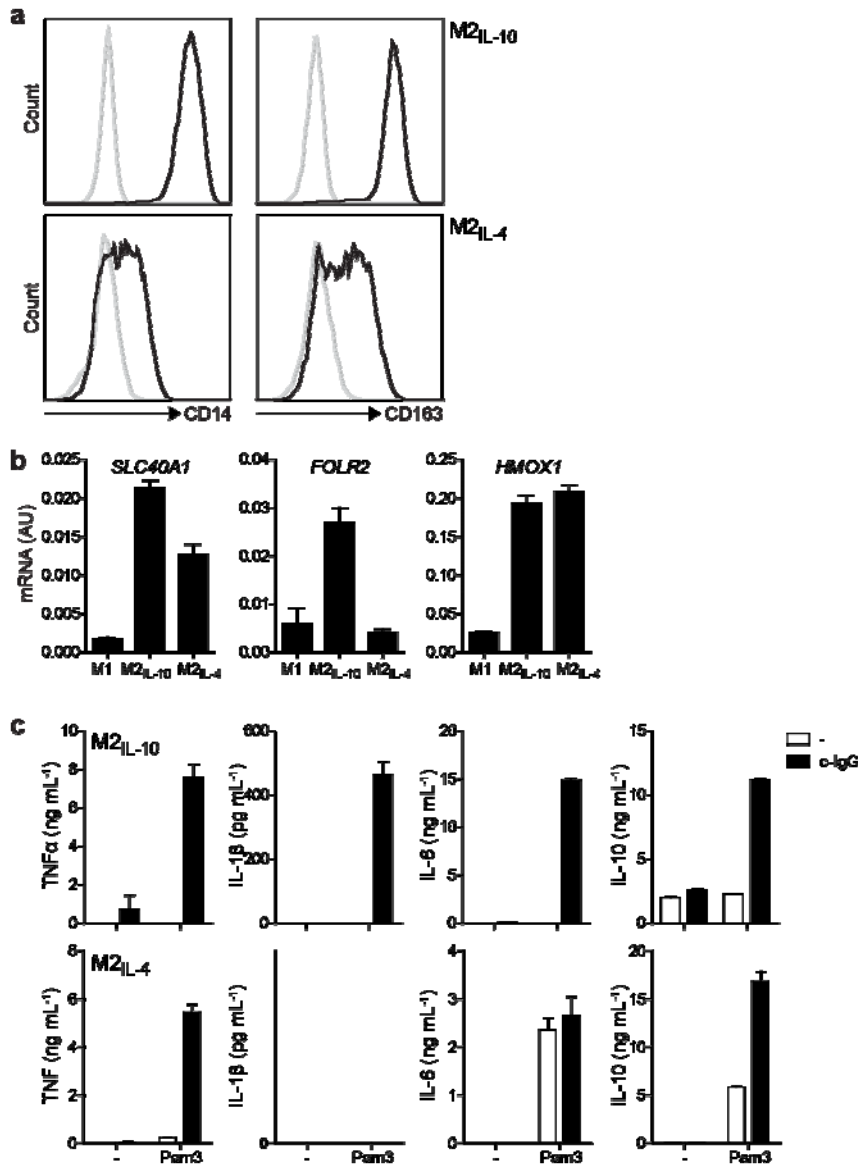 a
M2IL-10
Count
M2IL-4
Count
CD14
CD163
b
SLC40A1
FOLR2
HMOX1
mRNA (AU)
0.025
0.020
0.015
0.010
0.005
0.000
0.04
0.03
0.02
0.01
0.00
0.25
0.20
0.15
0.10
0.05
0.00
M1 M2IL-10 M2IL-4
M1 M2IL-10 M2IL-4
M1 M2IL-10 M2IL-4
c
M2IL-10
TNFα (ng mL-1)
10
8
6
4
2
0
IL-1β (pg mL-1)
600
400
200
0
IL-6 (ng mL-1)
20
15
10
5
0
IL-10 (ng mL-1)
15
10
5
0
-
c-IgG
M2IL-4
TNF (ng mL-1)
8
6
4
2
0
- Pam3
IL-1β (pg mL-1)
0
- Pam3
IL-6 (ng mL-1)
4
3
2
1
0
- Pam3
IL-10 (ng mL-1)
20
15
10
5
0
- Pam3